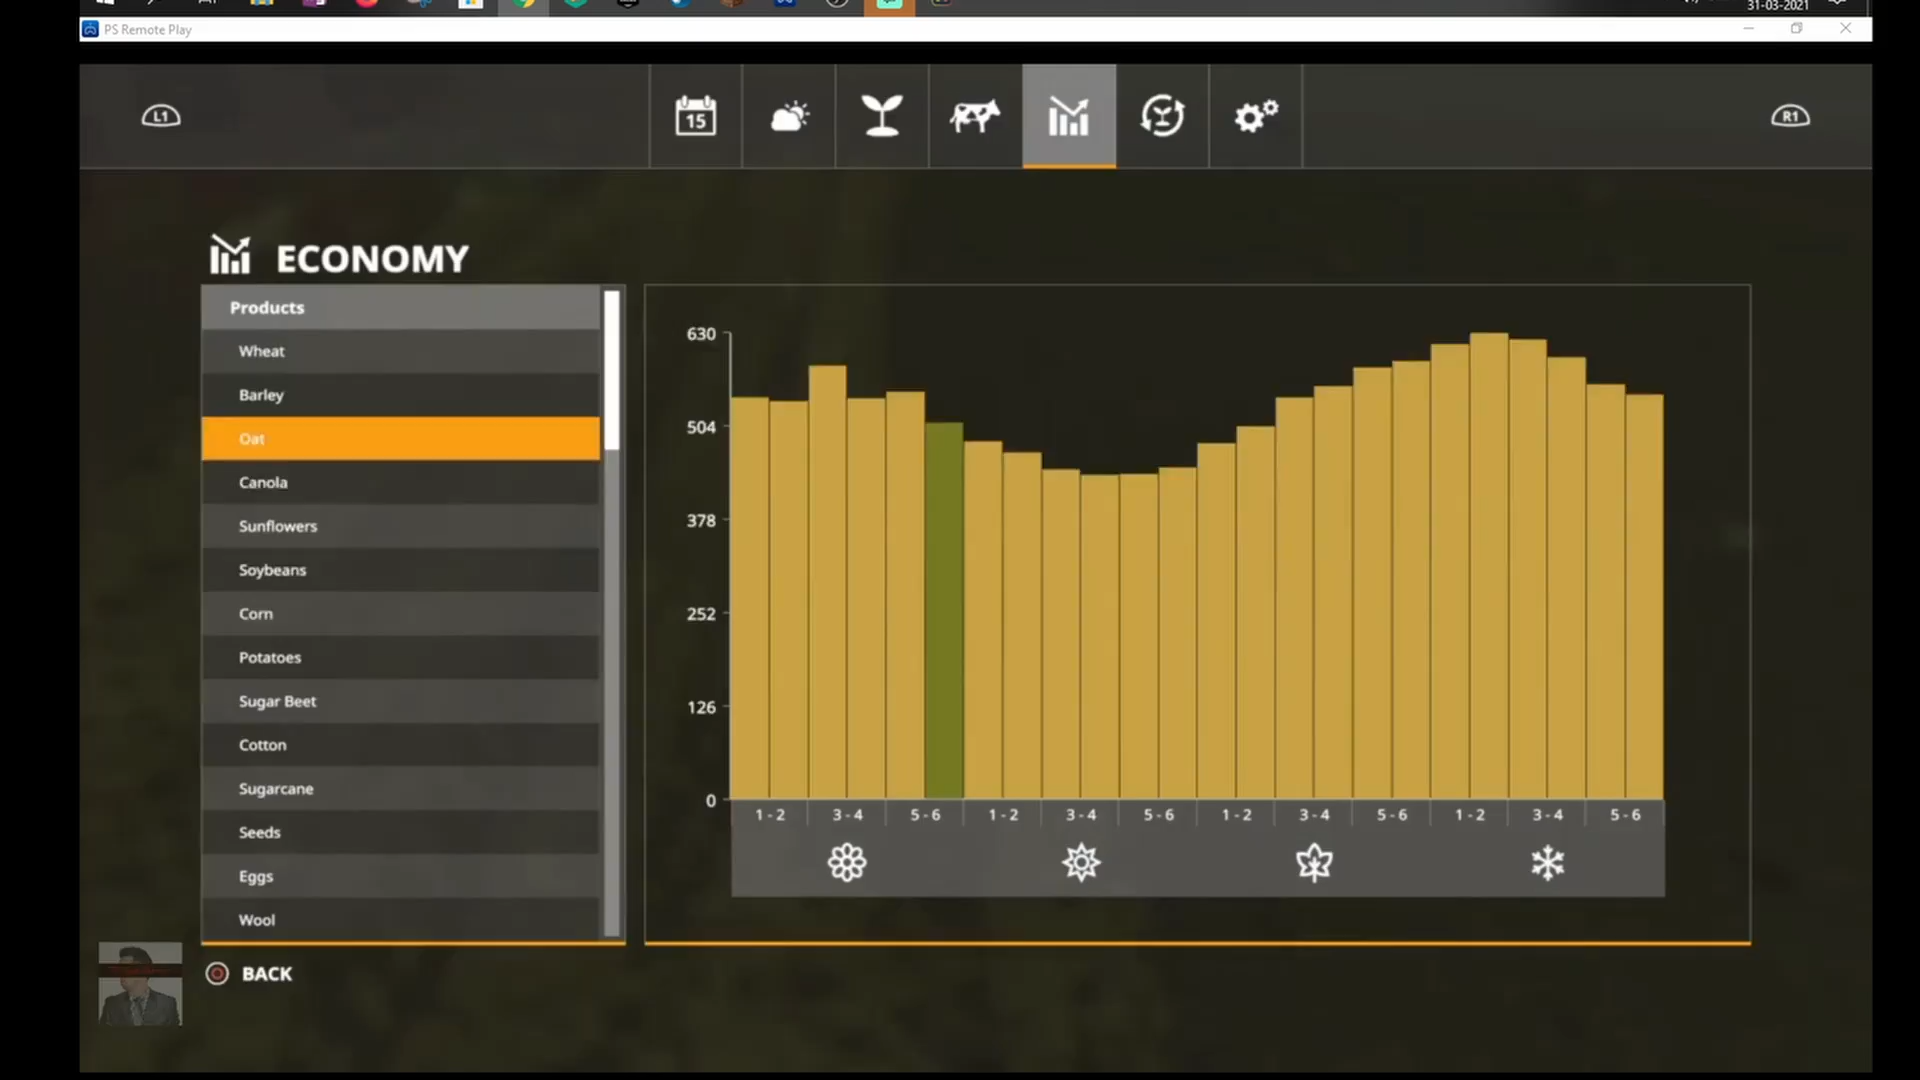 31-03-2021
PS Remote Play
L1
15
R1
ECONOMY
Products
Wheat
Barley
Oat
Canola
Sunflowers
Soybeans
Corn
Potatoes
Sugar Beet
Cotton
Sugarcane
Seeds
Eggs
Wool
630
504
378
252
126
0
1 - 2 3 - 4 5 - 6 1 - 2 3 - 4 5 - 6 1 - 2 3 - 4 5 - 6 1 - 2 3 - 4 5 - 6
BACK